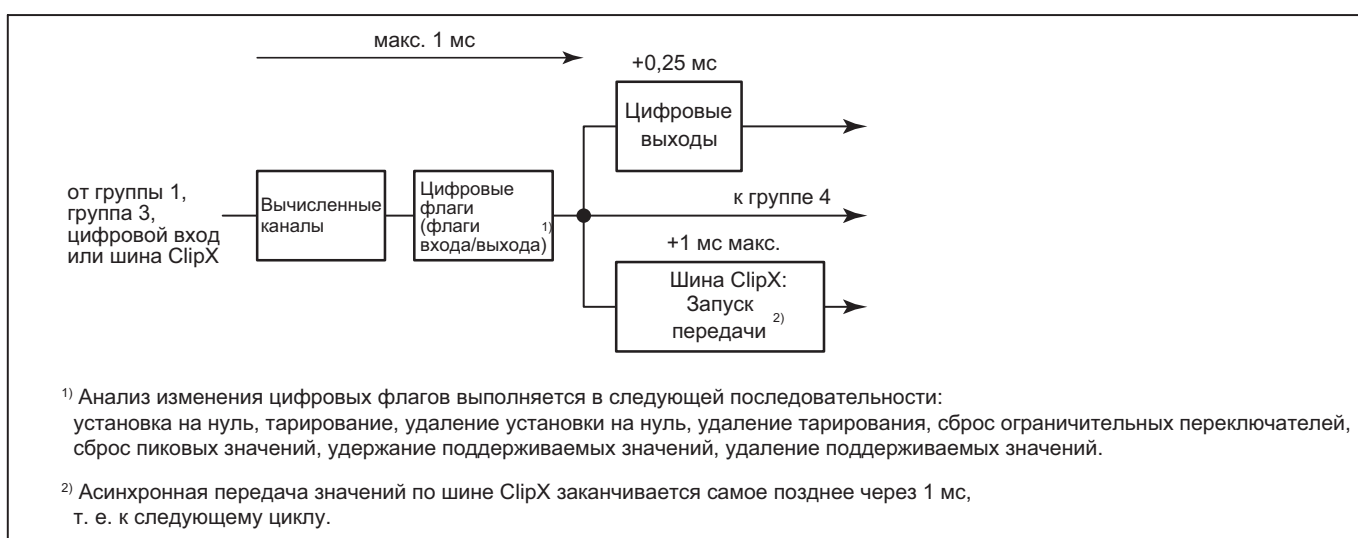 макс. 1 мс
+0,25 мс
Цифровые
выходы
от группы 1,
группа 3,
цифровой вход
или шина ClipX
Вычисленные
каналы
Цифровые
флаги
(флаги
входа/выхода) 1)
к группе 4
+1 мс макс.
Шина ClipX:
Запуск
передачи 2)
1) Анализ изменения цифровых флагов выполняется в следующей последовательности:
установка на нуль, тарирование, удаление установки на нуль, удаление тарирования, сброс ограничительных переключателей,
сброс пиковых значений, удержание поддерживаемых значений, удаление поддерживаемых значений.
2) Асинхронная передача значений по шине ClipX заканчивается самое позднее через 1 мс,
т. е. к следующему циклу.